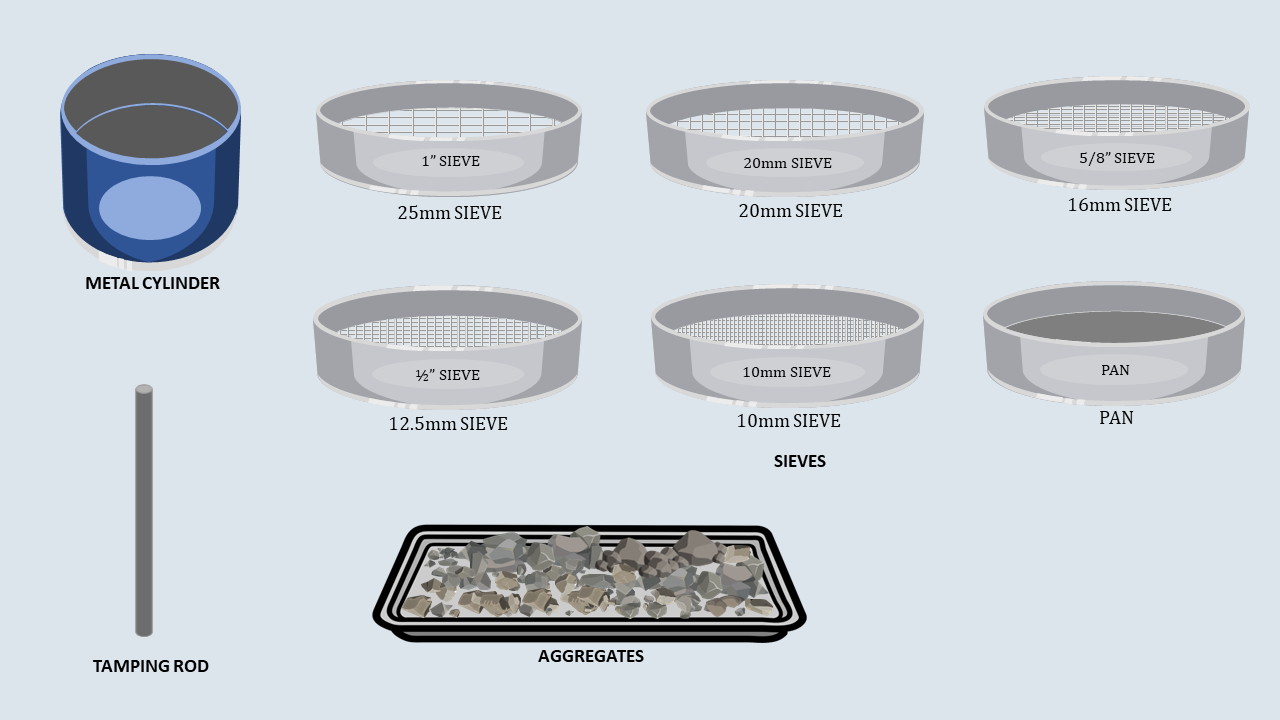 1” SIEVE
25mm SIEVE
20mm SIEVE
20mm SIEVE
5/8” SIEVE
16mm SIEVE
METAL CYLINDER
½” SIEVE
12.5mm SIEVE
10mm SIEVE
10mm SIEVE
PAN
PAN
SIEVES
AGGREGATES
TAMPING ROD